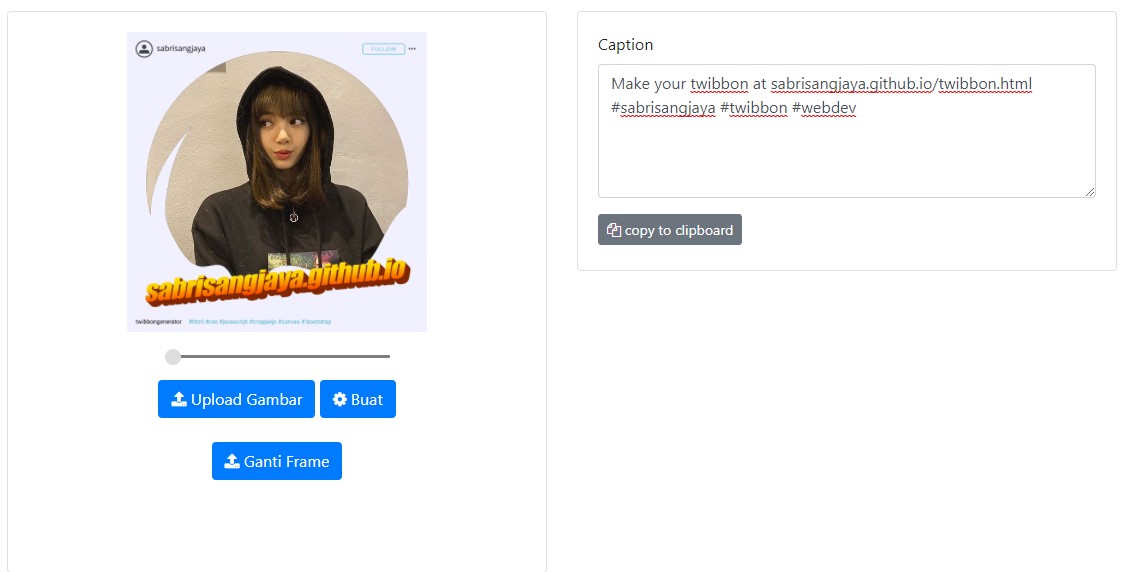 sabrisangjaya
FOLLOW
sabrisangjaya.github.io
twibbongenerator #html #css #javascript #croppiejs #canvas #bootstrap
Upload Gambar
Buat
Ganti Frame
Caption
Make your twibbon at sabrisangjaya.github.io/twibbon.html
#sabrisangjaya #twibbon #webdev
copy to clipboard